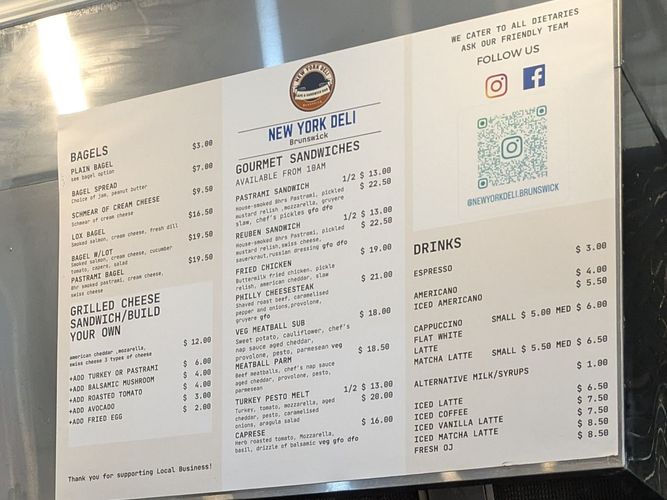 BAGELS
PLAIN BAGEL $3.00
see bagel option
BAGEL SPREAD $7.00
Choice of jam, peanut butter
SCHMEAR OF CREAM CHEESE $9.50
Schmear of cream cheese
LOX BAGEL $16.50
Smoked salmon, cream cheese, fresh dill
BAGEL W/LOT $19.50
Smoked salmon, cream cheese, cucumber
tomato, capers, salad
PASTRAMI BAGEL $19.50
8hr smoked pastrami, cream cheese,
swiss cheese
GRILLED CHEESE
SANDWICH/BUILD
YOUR OWN
$ 12.00
american cheddar ,mozarella,
swiss cheese 3 types of cheese
+ADD TURKEY OR PASTRAMI $ 6.00
+ADD BALSAMIC MUSHROOM $ 4.00
+ADD ROASTED TOMATO $ 4.00
+ADD AVOCADO $ 3.00
+ADD FRIED EGG $ 2.00
Thank you for supporting Local Business!
NEW YORK DELI
NEW YORK DELI
Brunswick
GOURMET SANDWICHES
AVAILABLE FROM 10AM
PASTRAMI SANDWICH 1/2 $ 13.00
$ 22.50
House-smoked 8hrs Pastrami, pickled
mustard relish ,mozzarella, gruyere
slaw, chef's pickles gfo dfo
REUBEN SANDWICH 1/2 $ 13.00
$ 22.50
House-smoked 8hrs Pastrami, pickled
mustard relish,swiss cheese,
sauerkraut,russian dressing gfo dfo
FRIED CHICKEN $ 19.00
Buttermilk fried chicken, pickle
relish, american cheddar, slaw
PHILLY CHEESESTEAK $ 21.00
Shaved roast beef, caramelised
pepper and onions,provolone,
gruyere gfo
VEG MEATBALL SUB $ 18.00
Sweet potato, cauliflower, chef's
nap sauce aged cheddar,
provolone, pesto, parmesan veg
MEATBALL PARM $ 18.50
Beef meatballs, chef's nap sauce
aged cheddar, provolone, pesto,
parmesan
TURKEY PESTO MELT 1/2 $ 13.00
$ 20.00
Turkey, tomato, mozzarella, aged
cheddar, pesto, caramelised
onions, aragula salad
CAPRESE $ 16.00
Herb roasted tomato, Mozzarella,
basil, drizzle of balsamic veg gfo dfo
WE CATER TO ALL DIETARIES
ASK OUR FRIENDLY TEAM
FOLLOW US
@NEWYORKDELI.BRUNSWICK
DRINKS
ESPRESSO $ 3.00
AMERICANO $ 4.00
ICED AMERICANO $ 5.50
CAPPUCCINO SMALL $ 5.00 MED $ 6.00
FLAT WHITE
LATTE
MATCHA LATTE SMALL $ 5.50 MED $ 6.50
ALTERNATIVE MILK/SYRUPS $ 1.00
ICED LATTE $ 6.50
ICED COFFEE $ 7.50
ICED VANILLA LATTE $ 7.50
ICED MATCHA LATTE $ 8.50
FRESH OJ $ 8.50